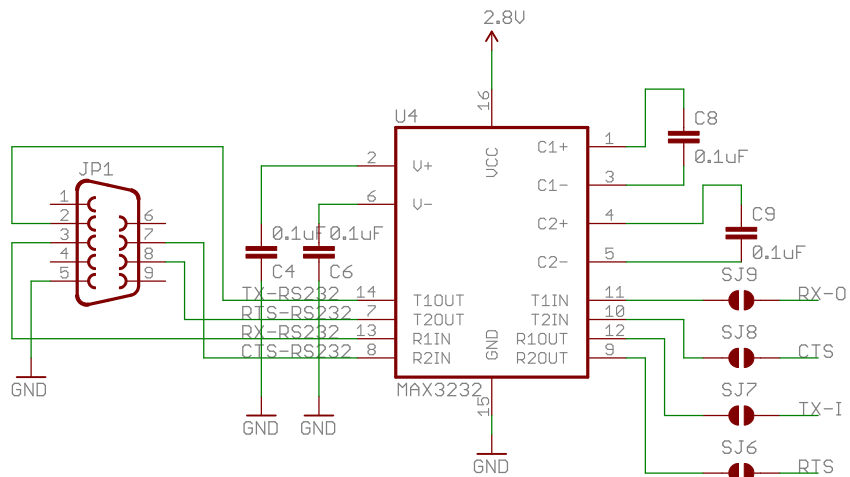 2.8V
U4
16
VCC
C8
0.1uF
1
C1+
3
C1-
4
C2+
C9
0.1uF
5
C2-
2
V+
6
V-
JP1
1
2
3
4
5
6
7
8
9
GND
0.1uF
0.1uF
C4
C6
TX-RS232
14
T1OUT
RTS-RS232
7
T2OUT
RX-RS232
13
R1IN
CTS-RS232
8
R2IN
GND
T1IN
11
T2IN
10
R1OUT
12
R2OUT
9
SJ9
RX-O
SJ8
CTS
SJ7
TX-I
SJ6
RTS
MAX3232
15
GND
GND
GND